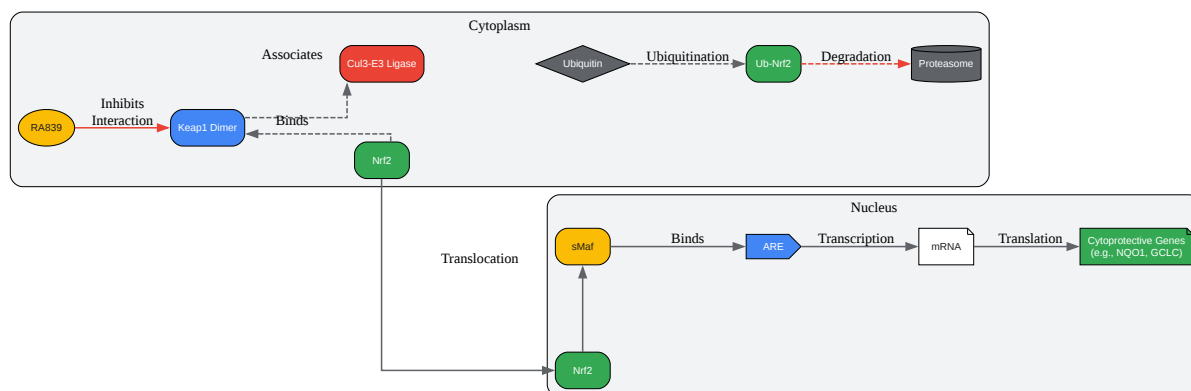 Cytoplasm
Associates
Cul3-E3 Ligase
Ubiquitin
Ubiquitination
Ub-Nrf2
Degradation
Proteasome
RA839
Inhibits
Interaction
Keap1 Dimer
Binds
Nrf2
Nucleus
Translocation
sMaf
Binds
ARE
Transcription
mRNA
Translation
Cytoprotective Genes
(e.g., NQO1, GCLC)
Nrf2